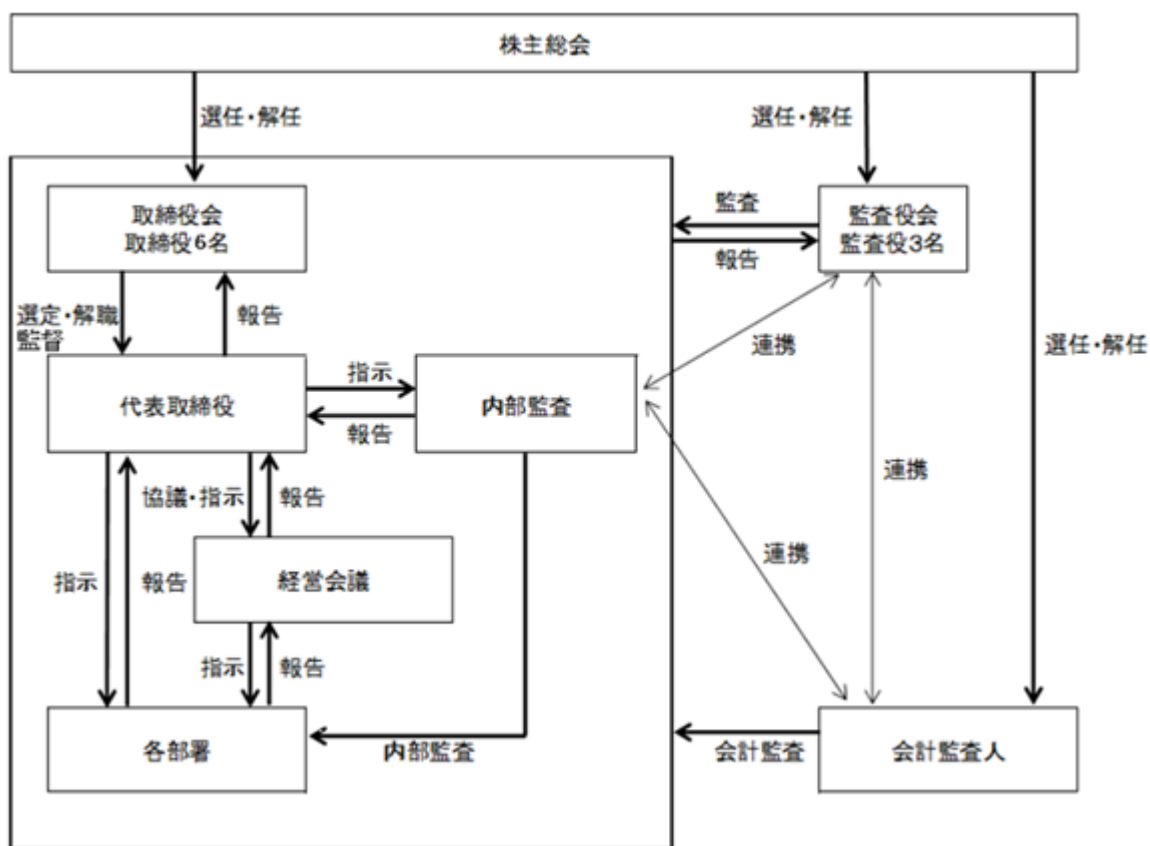 株主総会
選任・解任
選任・解任
取締役会
取締役6名
監査
監査役会
監査役3名
報告
選定・解職
監督
報告
連携
選任・解任
指示
代表取締役
内部監査
報告
連携
協議・指示
報告
連携
経営会議
指示
報告
指示
報告
各部署
内部監査
会計監査
会計監査人